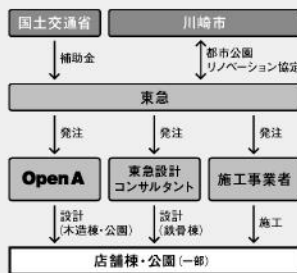 国土交通省
川崎市
補助金
都市公園
リノベーション協定
東急
発注
発注
発注
OpenA
東急設計
コンサルタント
施工事業者
設計
(木造棟・公園)
設計
(鉄骨棟)
施工
店舗棟・公園(一部)